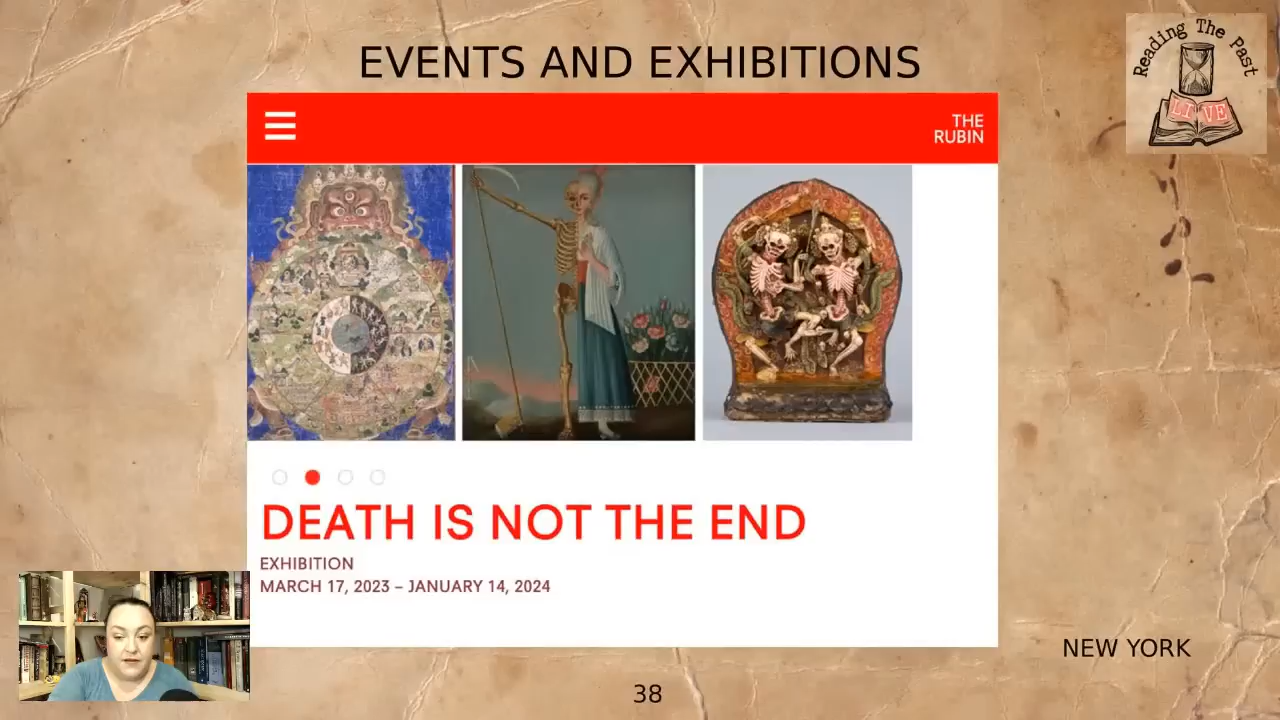 EVENTS AND EXHIBITIONS
Reading The Past
LIVE
THE
RUBIN
DEATH IS NOT THE END
EXHIBITION
MARCH 17, 2023 – JANUARY 14, 2024
NEW YORK
38